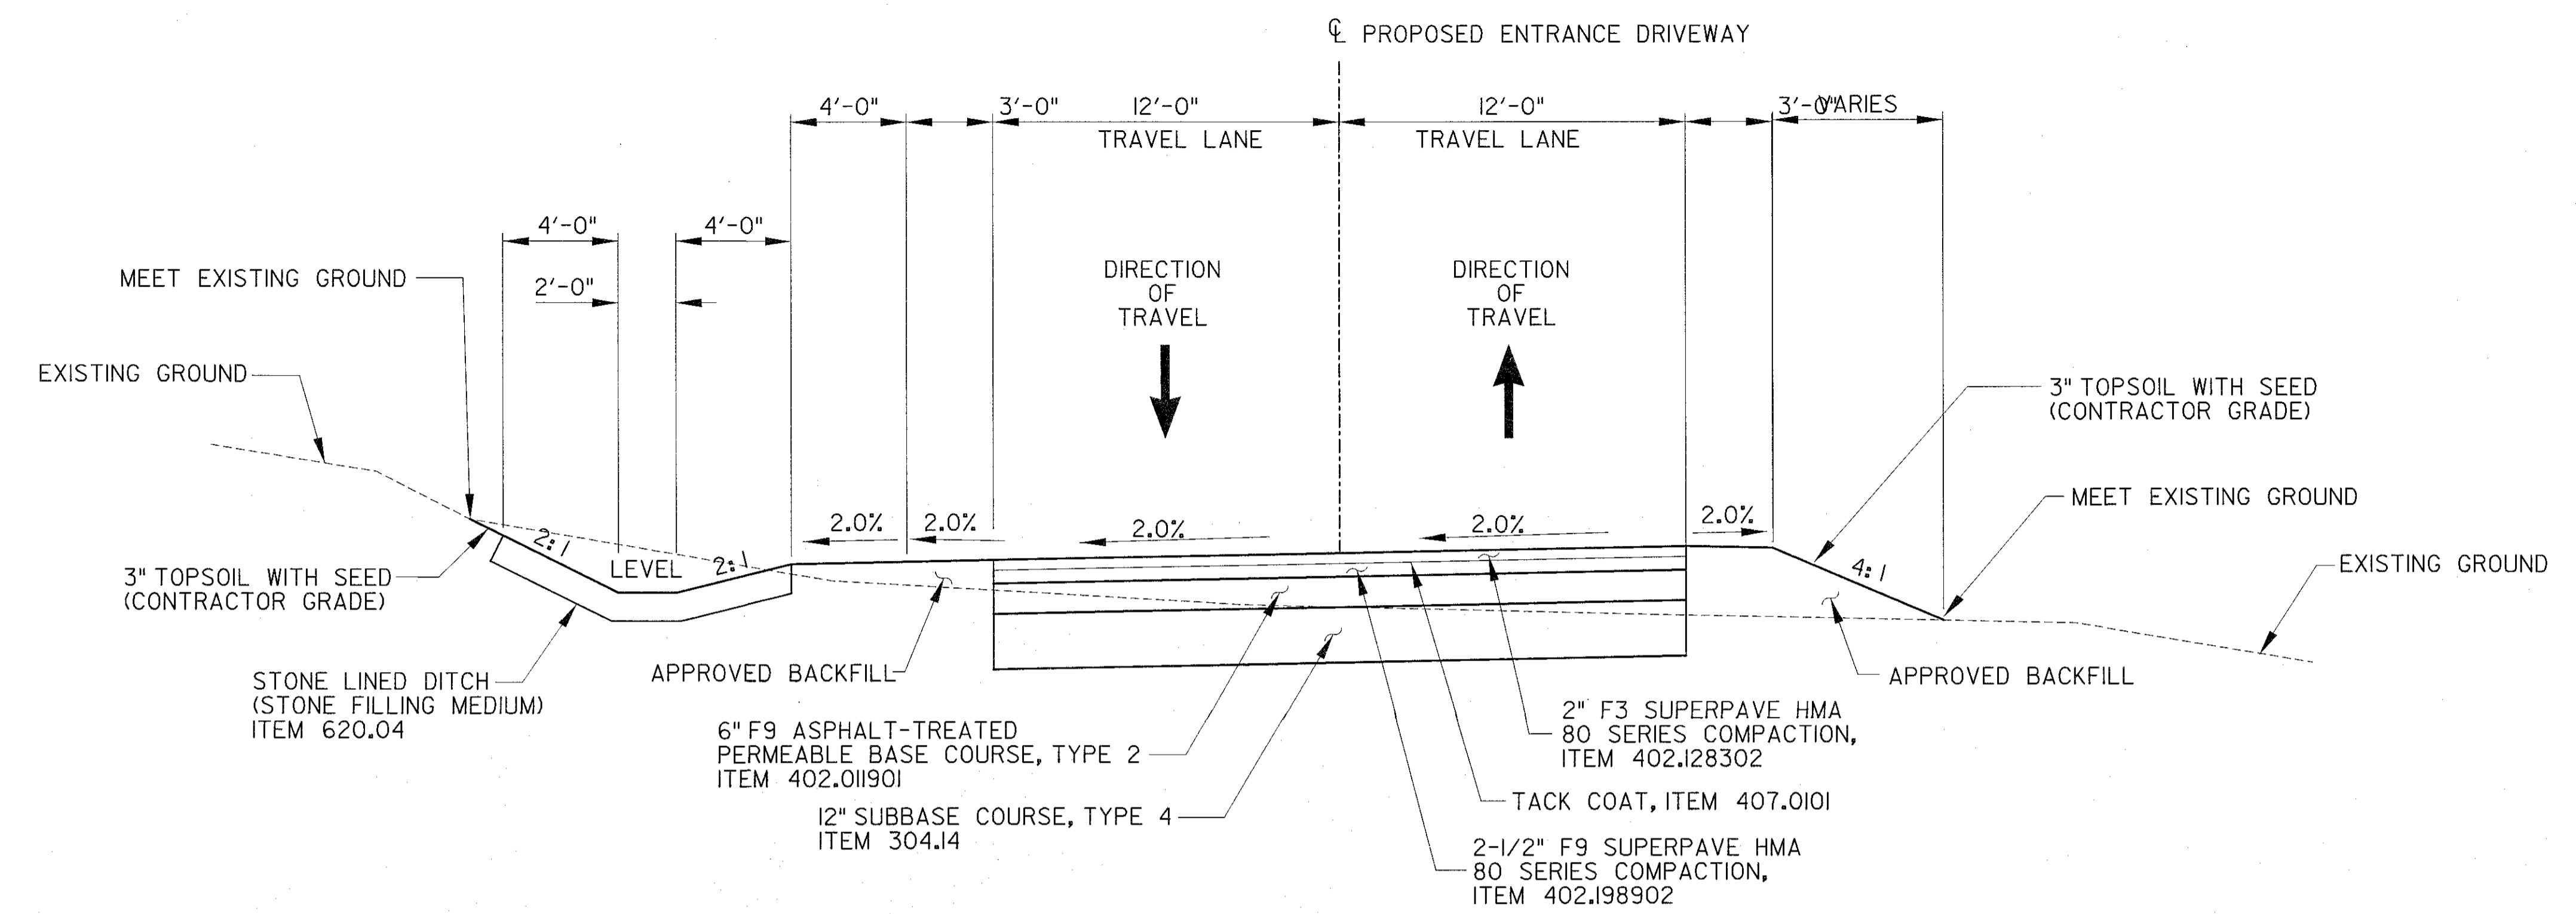 ℄ PROPOSED ENTRANCE DRIVEWAY
4'-0"
3'-0"
12'-0"
12'-0"
3'-0"
VARIES
TRAVEL LANE
TRAVEL LANE
4'-0"
4'-0"
2'-0"
MEET EXISTING GROUND
DIRECTION
OF
TRAVEL
DIRECTION
OF
TRAVEL
EXISTING GROUND
3" TOPSOIL WITH SEED
(CONTRACTOR GRADE)
MEET EXISTING GROUND
2.0%
2.0%
2.0%
2.0%
2.0%
2:1
LEVEL
2:1
4:1
EXISTING GROUND
3" TOPSOIL WITH SEED
(CONTRACTOR GRADE)
STONE LINED DITCH
(STONE FILLING MEDIUM)
ITEM 620.04
APPROVED BACKFILL
APPROVED BACKFILL
6" F9 ASPHALT-TREATED
PERMEABLE BASE COURSE, TYPE 2
ITEM 402.011901
12" SUBBASE COURSE, TYPE 4
ITEM 304.14
2" F3 SUPERPAVE HMA
80 SERIES COMPACTION,
ITEM 402.128302
TACK COAT, ITEM 407.0101
2-1/2" F9 SUPERPAVE HMA
80 SERIES COMPACTION,
ITEM 402.198902